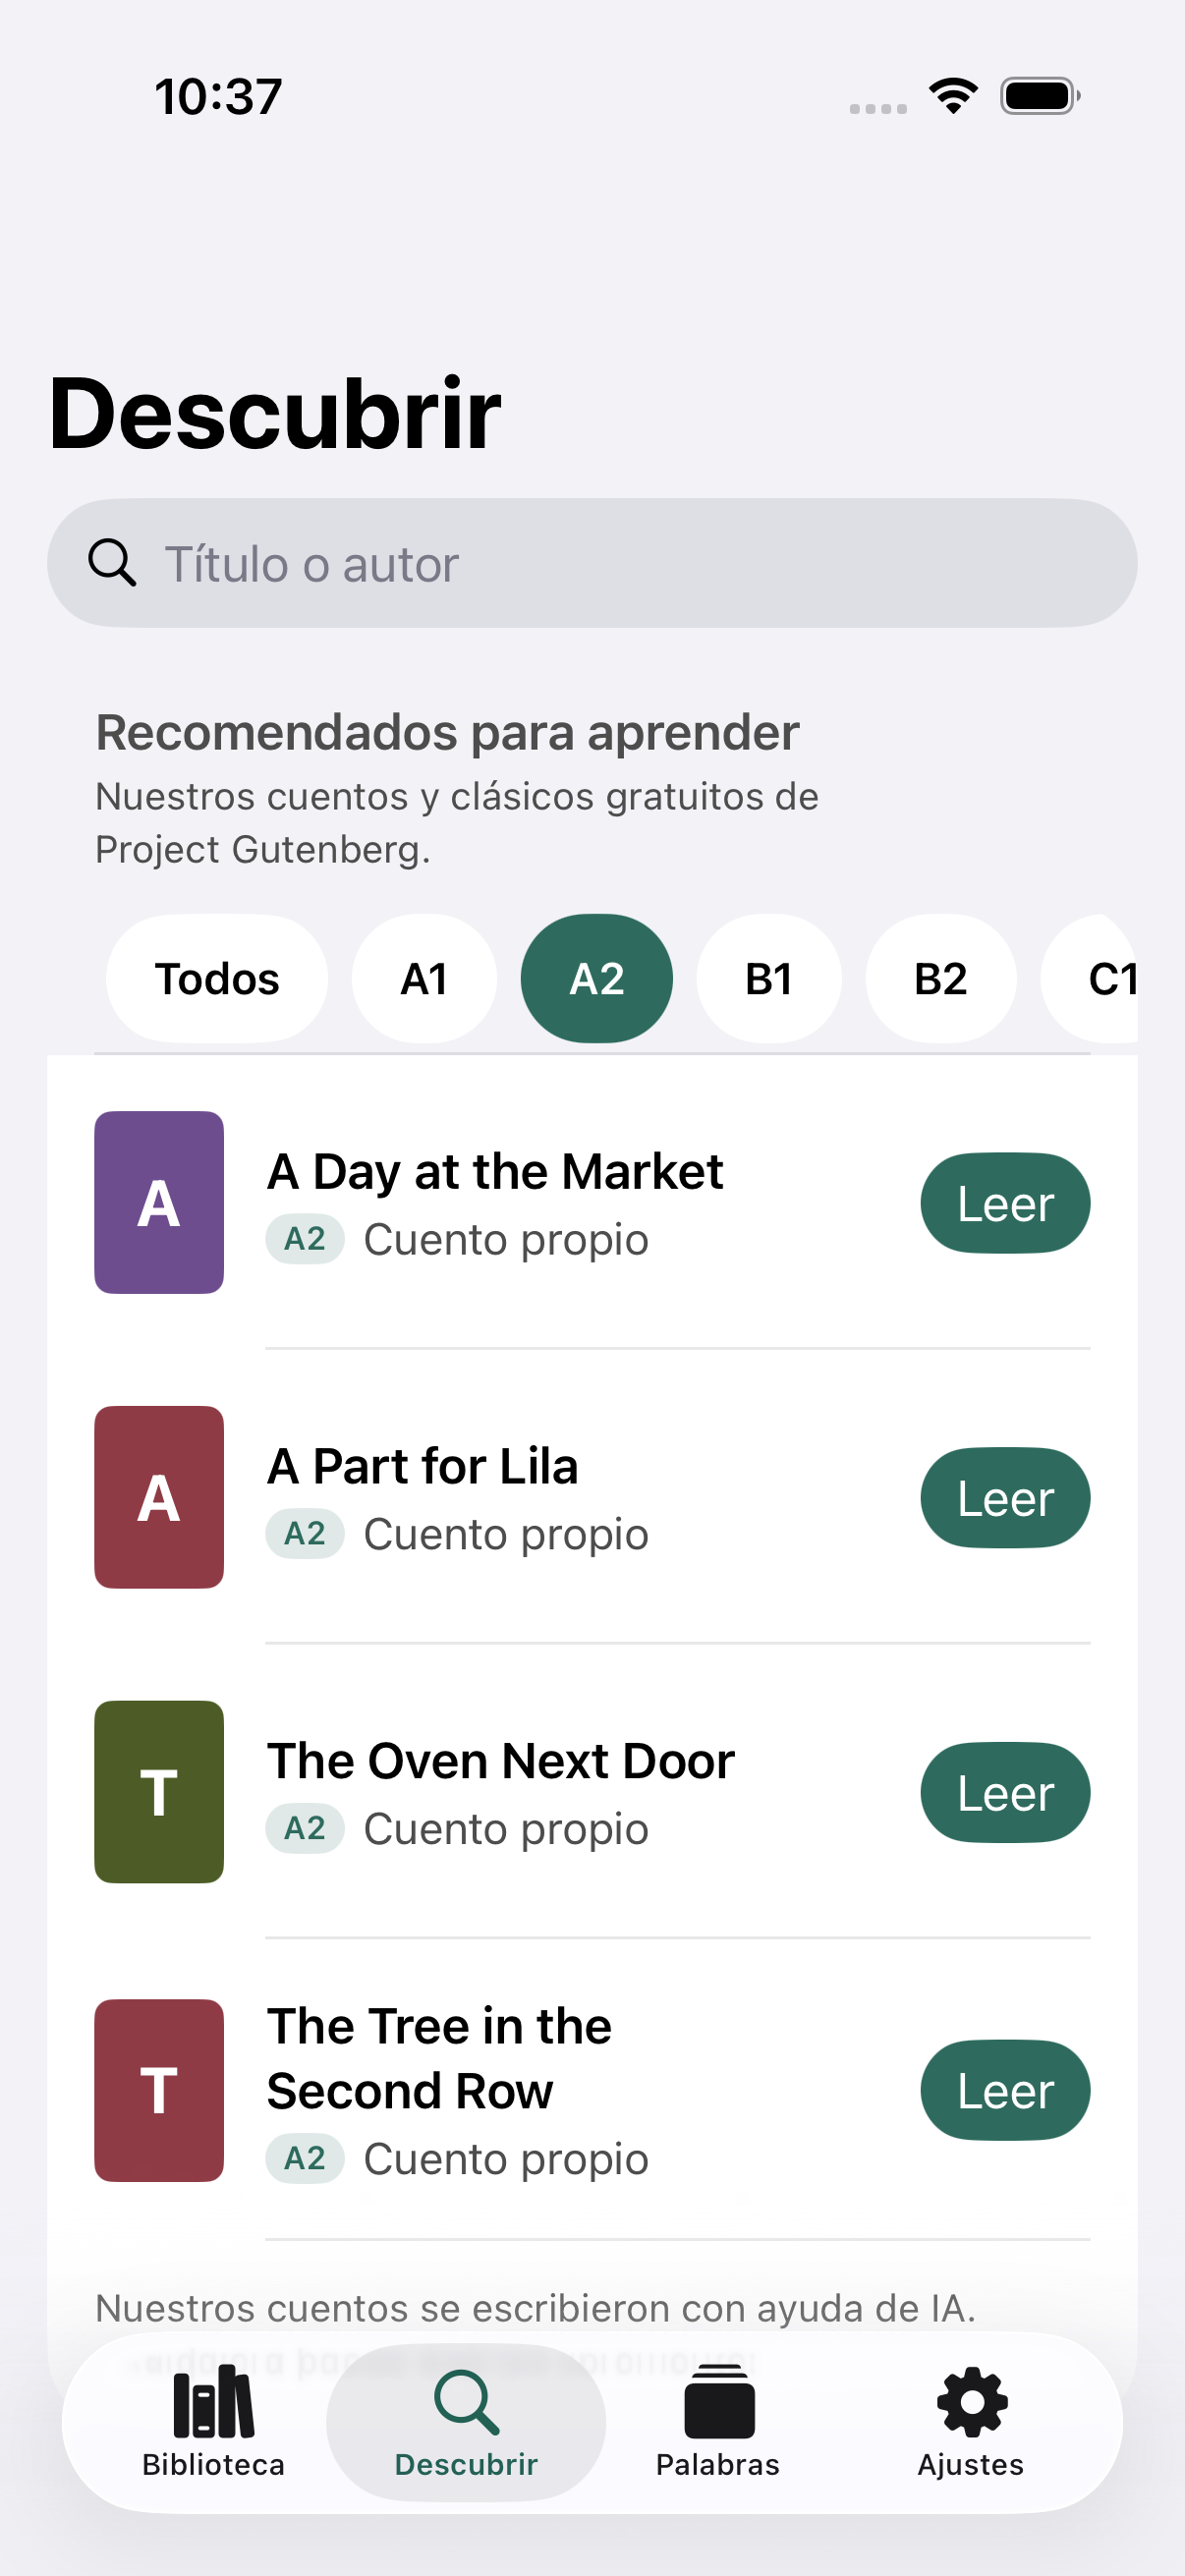 10:37
Descubrir
Título o autor
Recomendados para aprender
Nuestros cuentos y clásicos gratuitos de
Project Gutenberg.
Todos A1 A2 B1 B2 C1
A
A Day at the Market
A2 Cuento propio
Leer
A
A Part for Lila
A2 Cuento propio
Leer
T
The Oven Next Door
A2 Cuento propio
Leer
T
The Tree in the
Second Row
A2 Cuento propio
Leer
Nuestros cuentos se escribieron con ayuda de IA.
Biblioteca Descubrir Palabras Ajustes